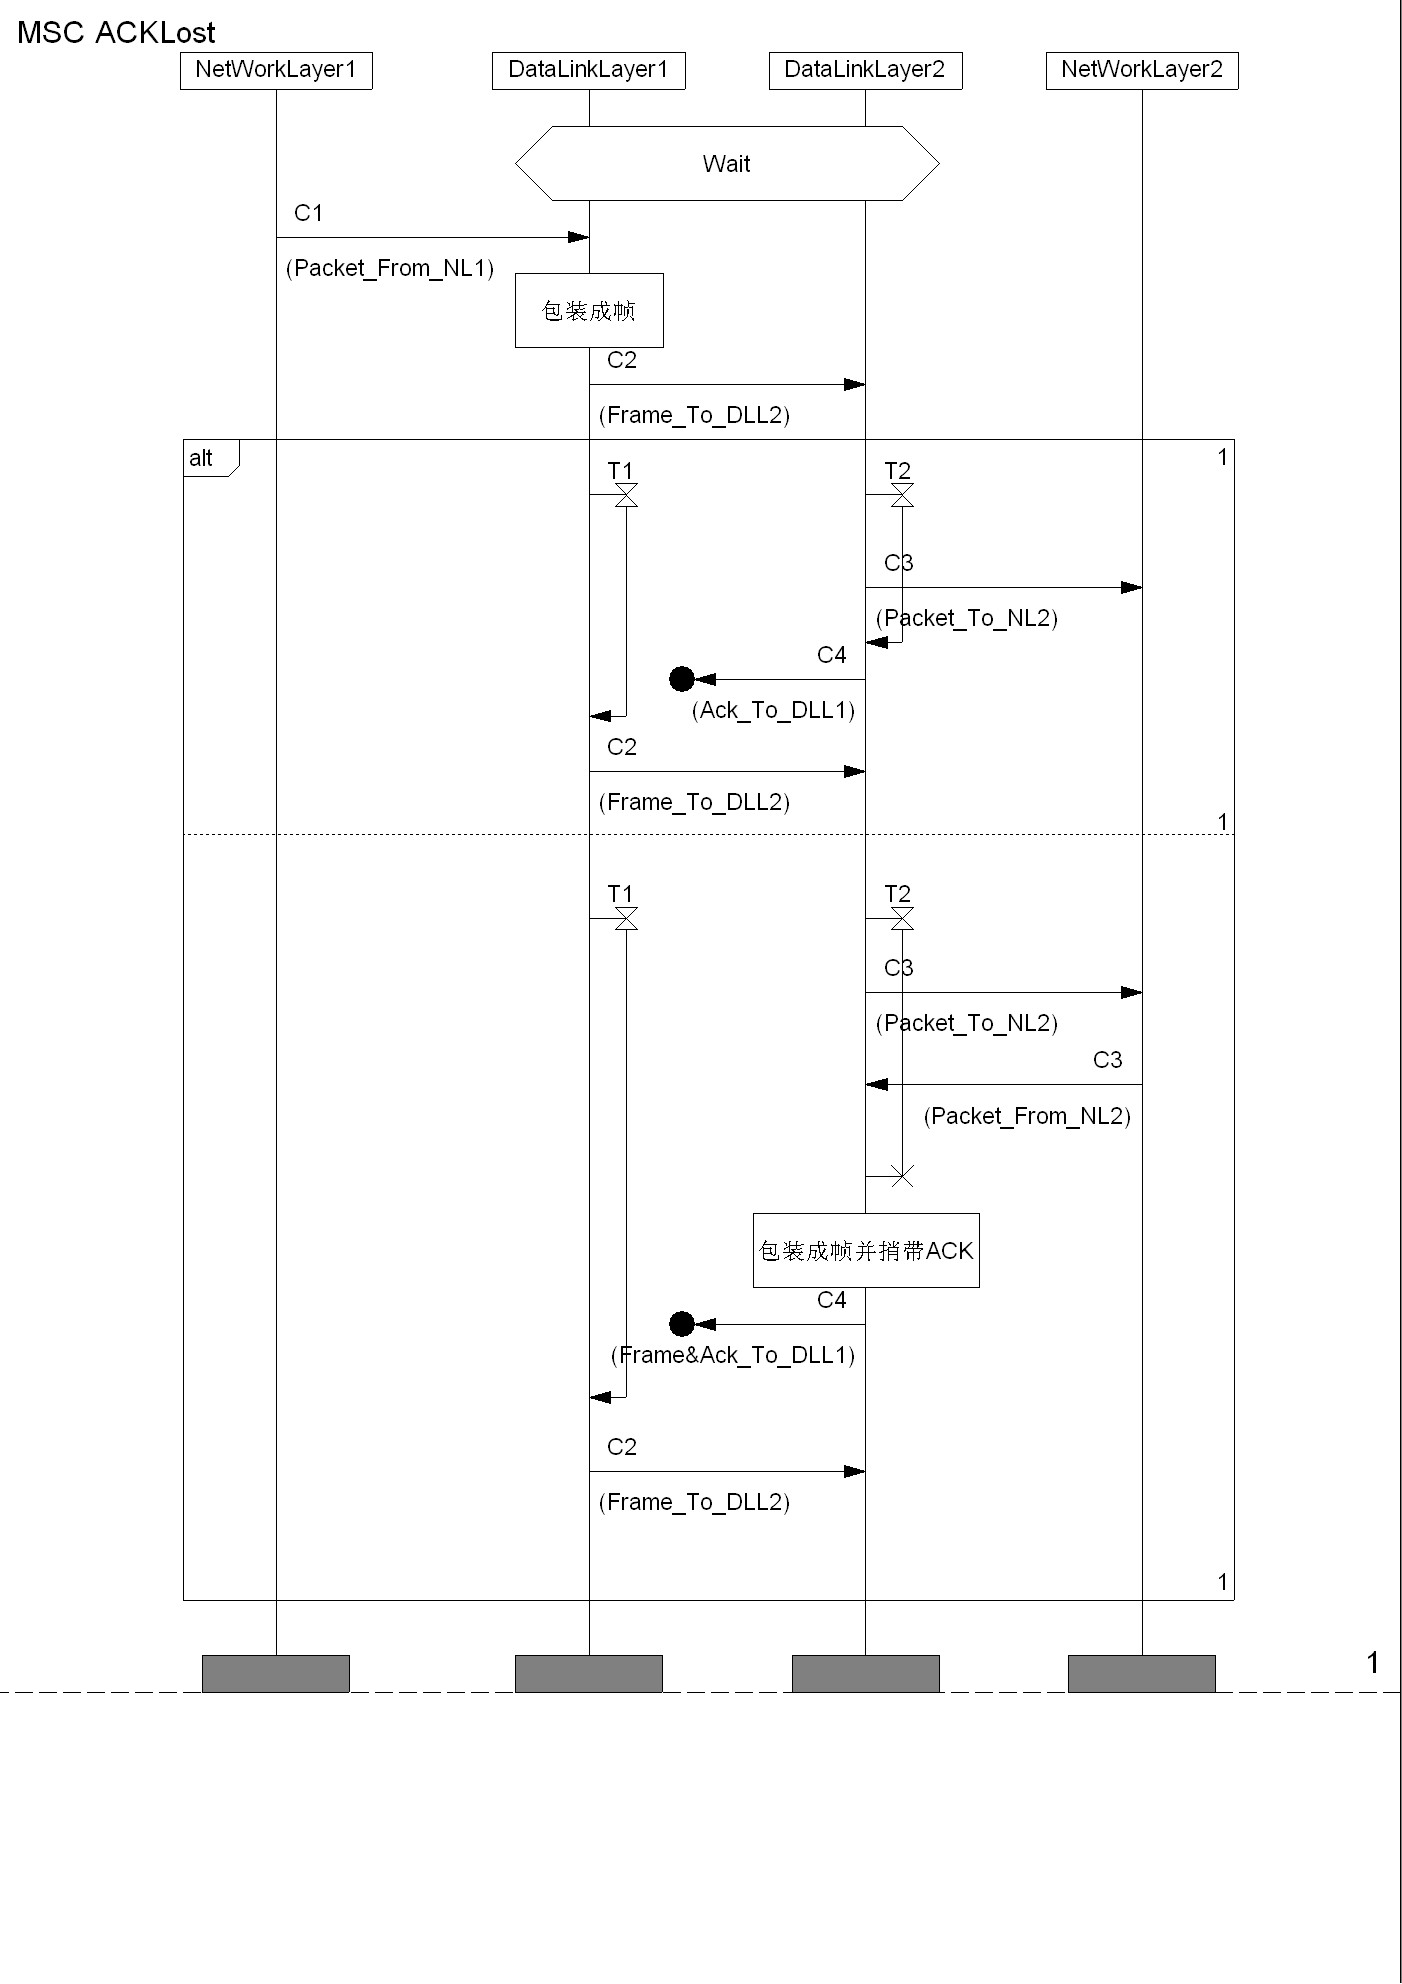 MSC ACKLost
NetWorkLayer1
DataLinkLayer1
DataLinkLayer2
NetWorkLayer2
Wait
C1
(Packet_From_NL1)
包装成帧
C2
(Frame_To_DLL2)
alt
1
T1
T2
C3
(Packet_To_NL2)
C4
(Ack_To_DLL1)
C2
(Frame_To_DLL2)
1
T1
T2
C3
(Packet_To_NL2)
C3
(Packet_From_NL2)
包装成帧并捎带ACK
C4
(Frame&Ack_To_DLL1)
C2
(Frame_To_DLL2)
1
1